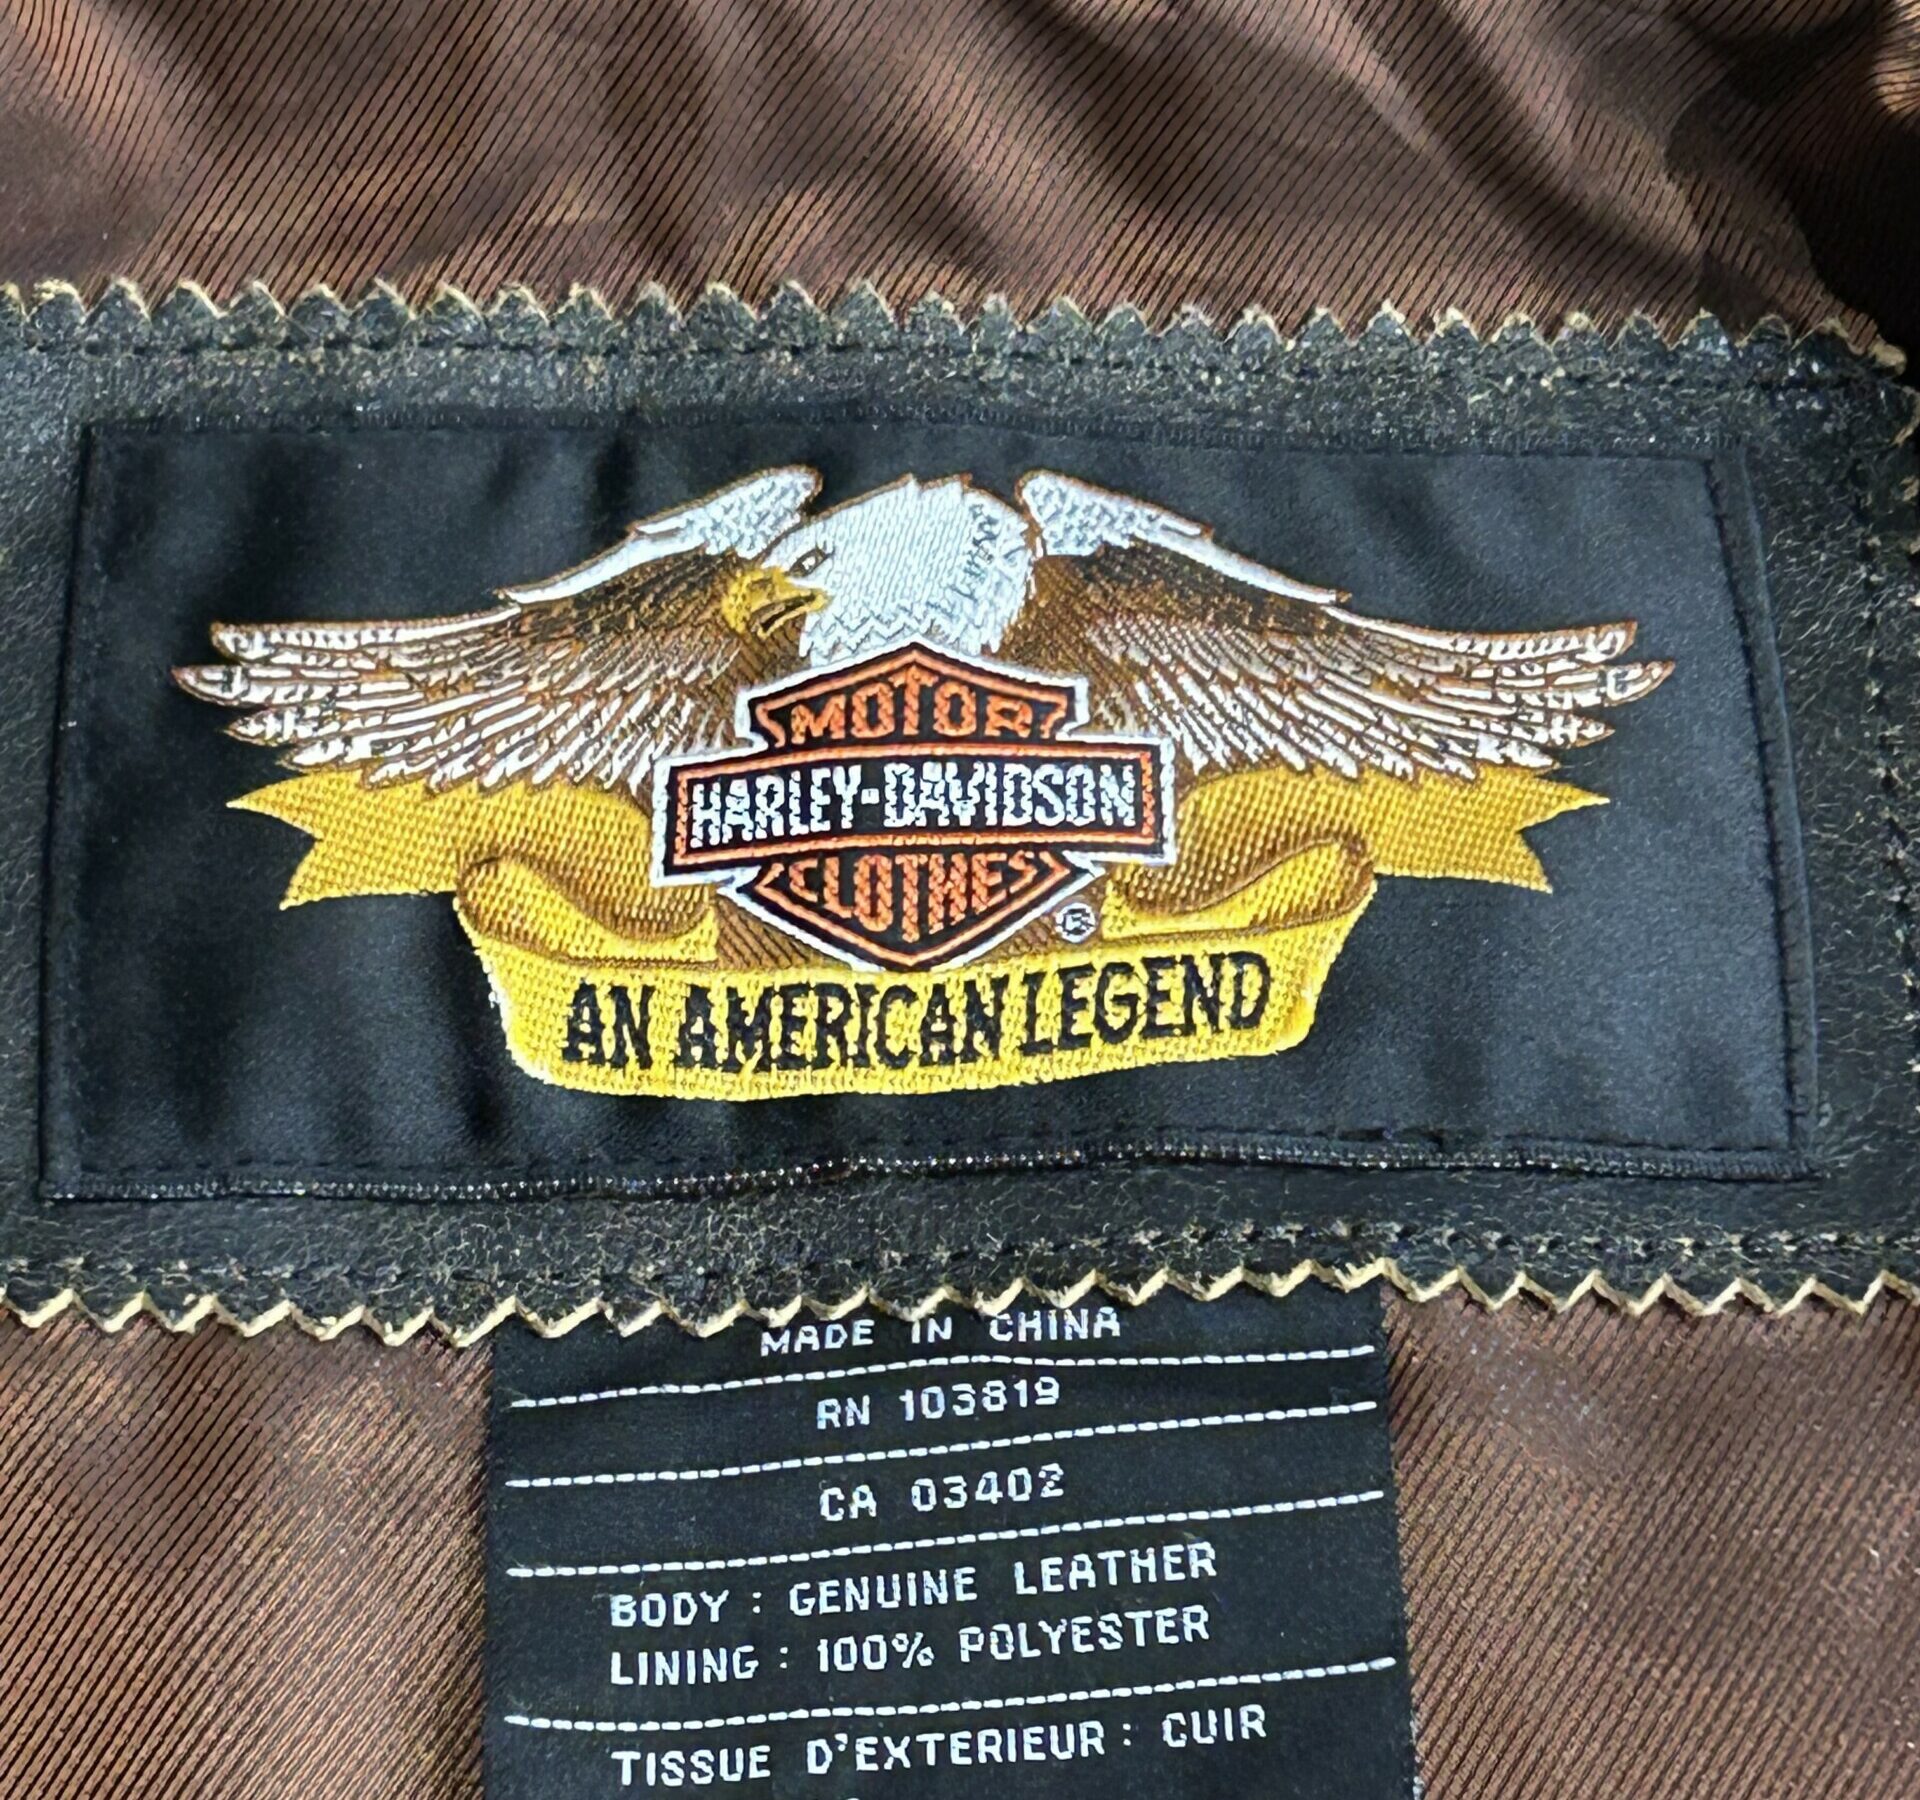 MOTOR
HARLEY-DAVIDSON
CLOTHES
®
AN AMERICAN LEGEND
MADE IN CHINA
RN 103819
CA 03402
BODY : GENUINE LEATHER
LINING : 100% POLYESTER
TISSUE D'EXTERIEUR : CUIR